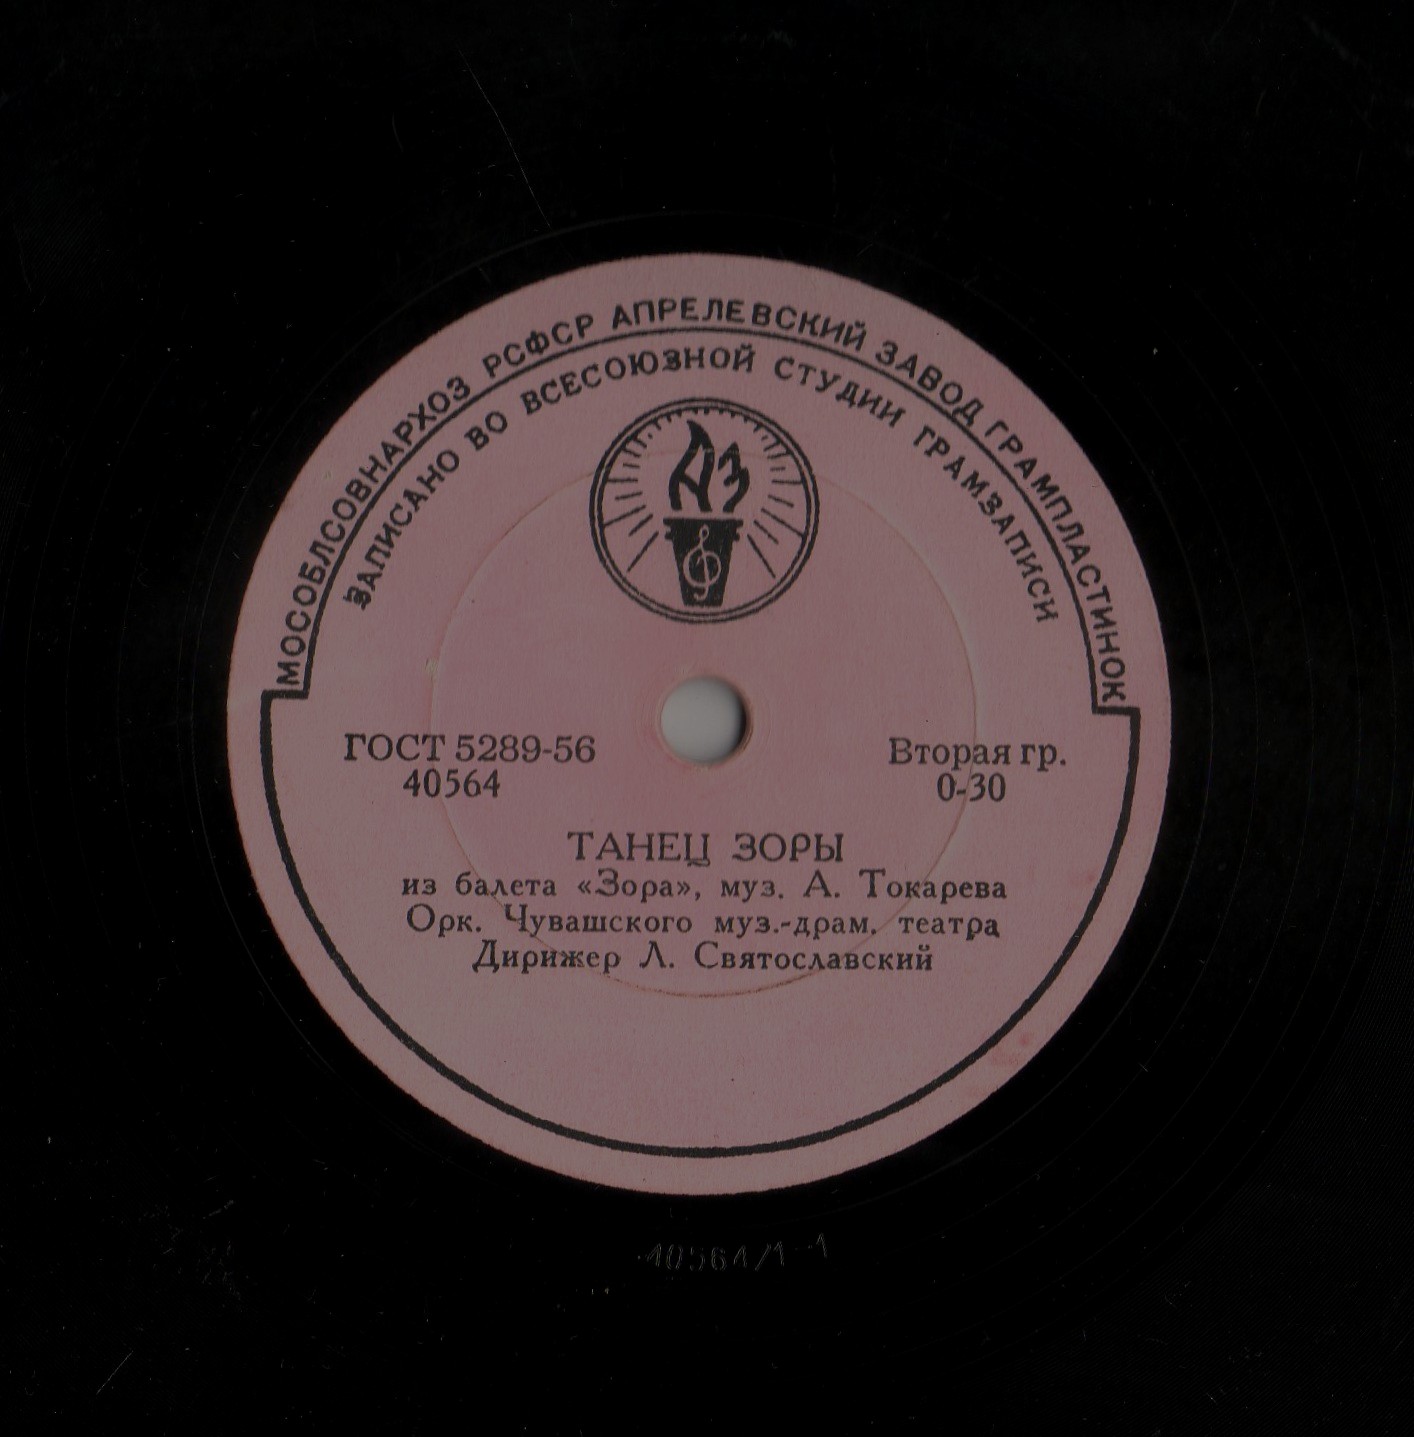 МОСОБЛСОВНАРХОЗ РСФСР АПРЕЛЕВСКИЙ ЗАВОД ГРАМПЛАСТИНОК
ЗАПИСАНО ВО ВСЕСОЮЗНОЙ СТУДИИ ГРАМЗАПИСИ
АЗ
ГОСТ 5289-56
40564
Вторая гр.
0-30
ТАНЕЦ ЗОРЫ
из балета «Зора», муз. А. Токарева
Орк. Чувашского муз.-драм. театра
Дирижер Л. Святославский
40564/1-1